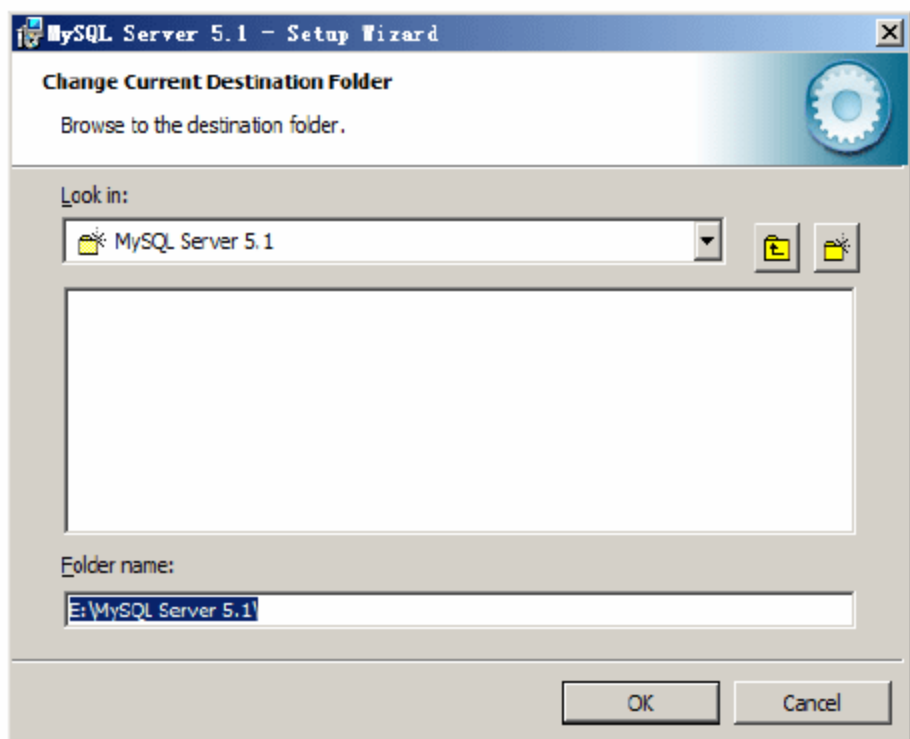 MySQL Server 5.1 - Setup Wizard
Change Current Destination Folder
Browse to the destination folder.
Look in:
MySQL Server 5.1
Folder name:
E:\MySQL Server 5.1\
OK Cancel